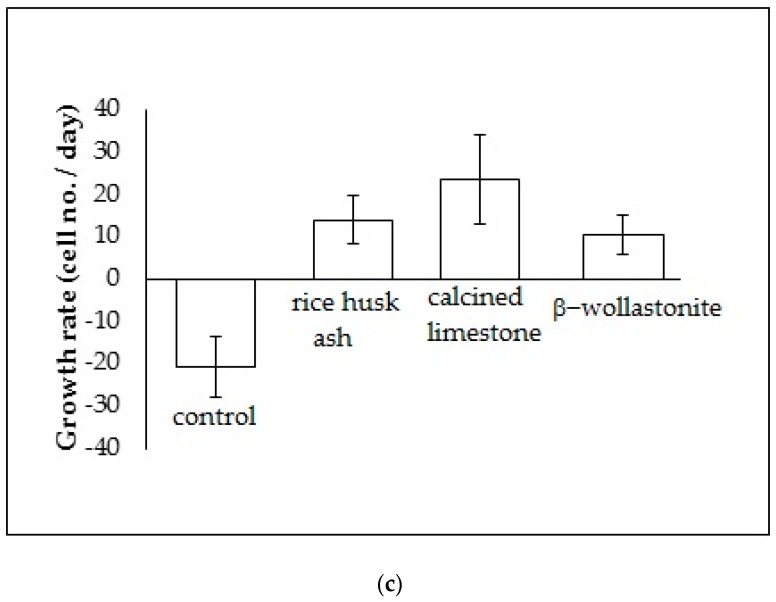 Growth rate (cell no. / day)
40
30
20
10
0
-10
-20
-30
-40
control
rice husk
ash
calcined
limestone
β−wollastonite
(c)